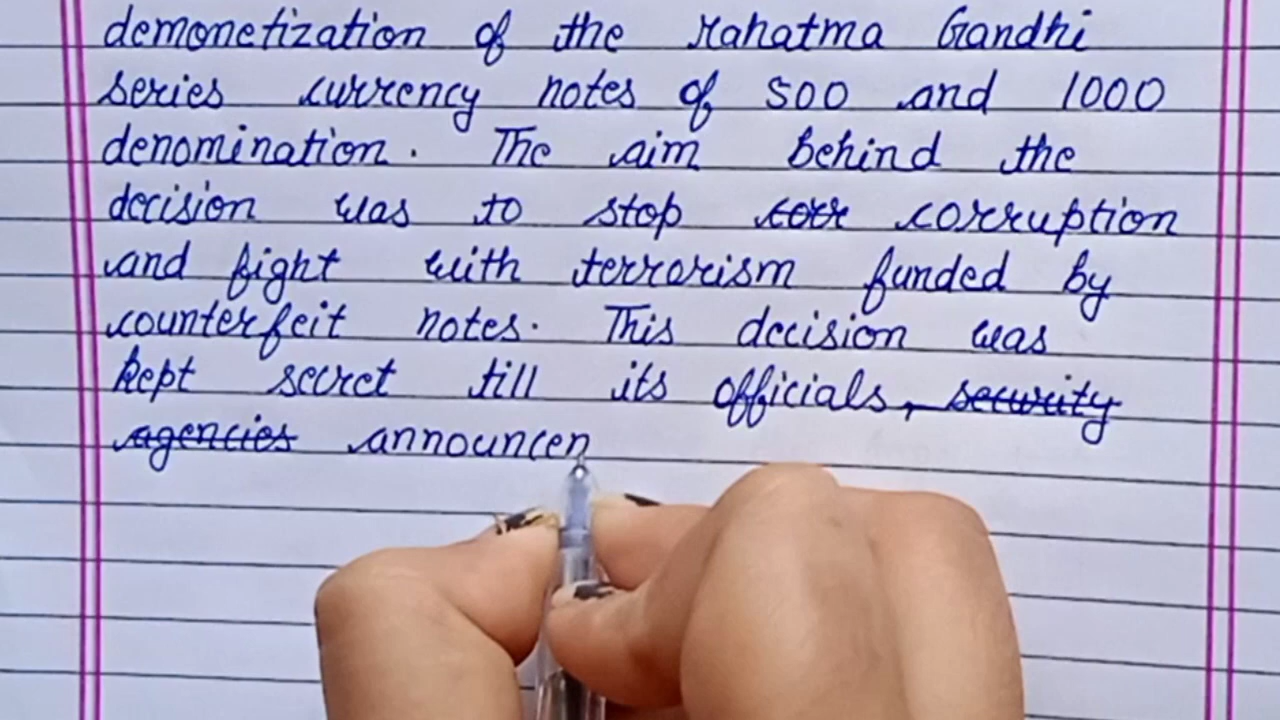 demonetization of the Mahatma Gandhi
series currency notes of 500 and 1000
denomination. The aim behind the
decision was to stop corr corruption
and fight with terrorism funded by
counterfeit notes. This decision was
kept secret till its officials, security
agencies announcen